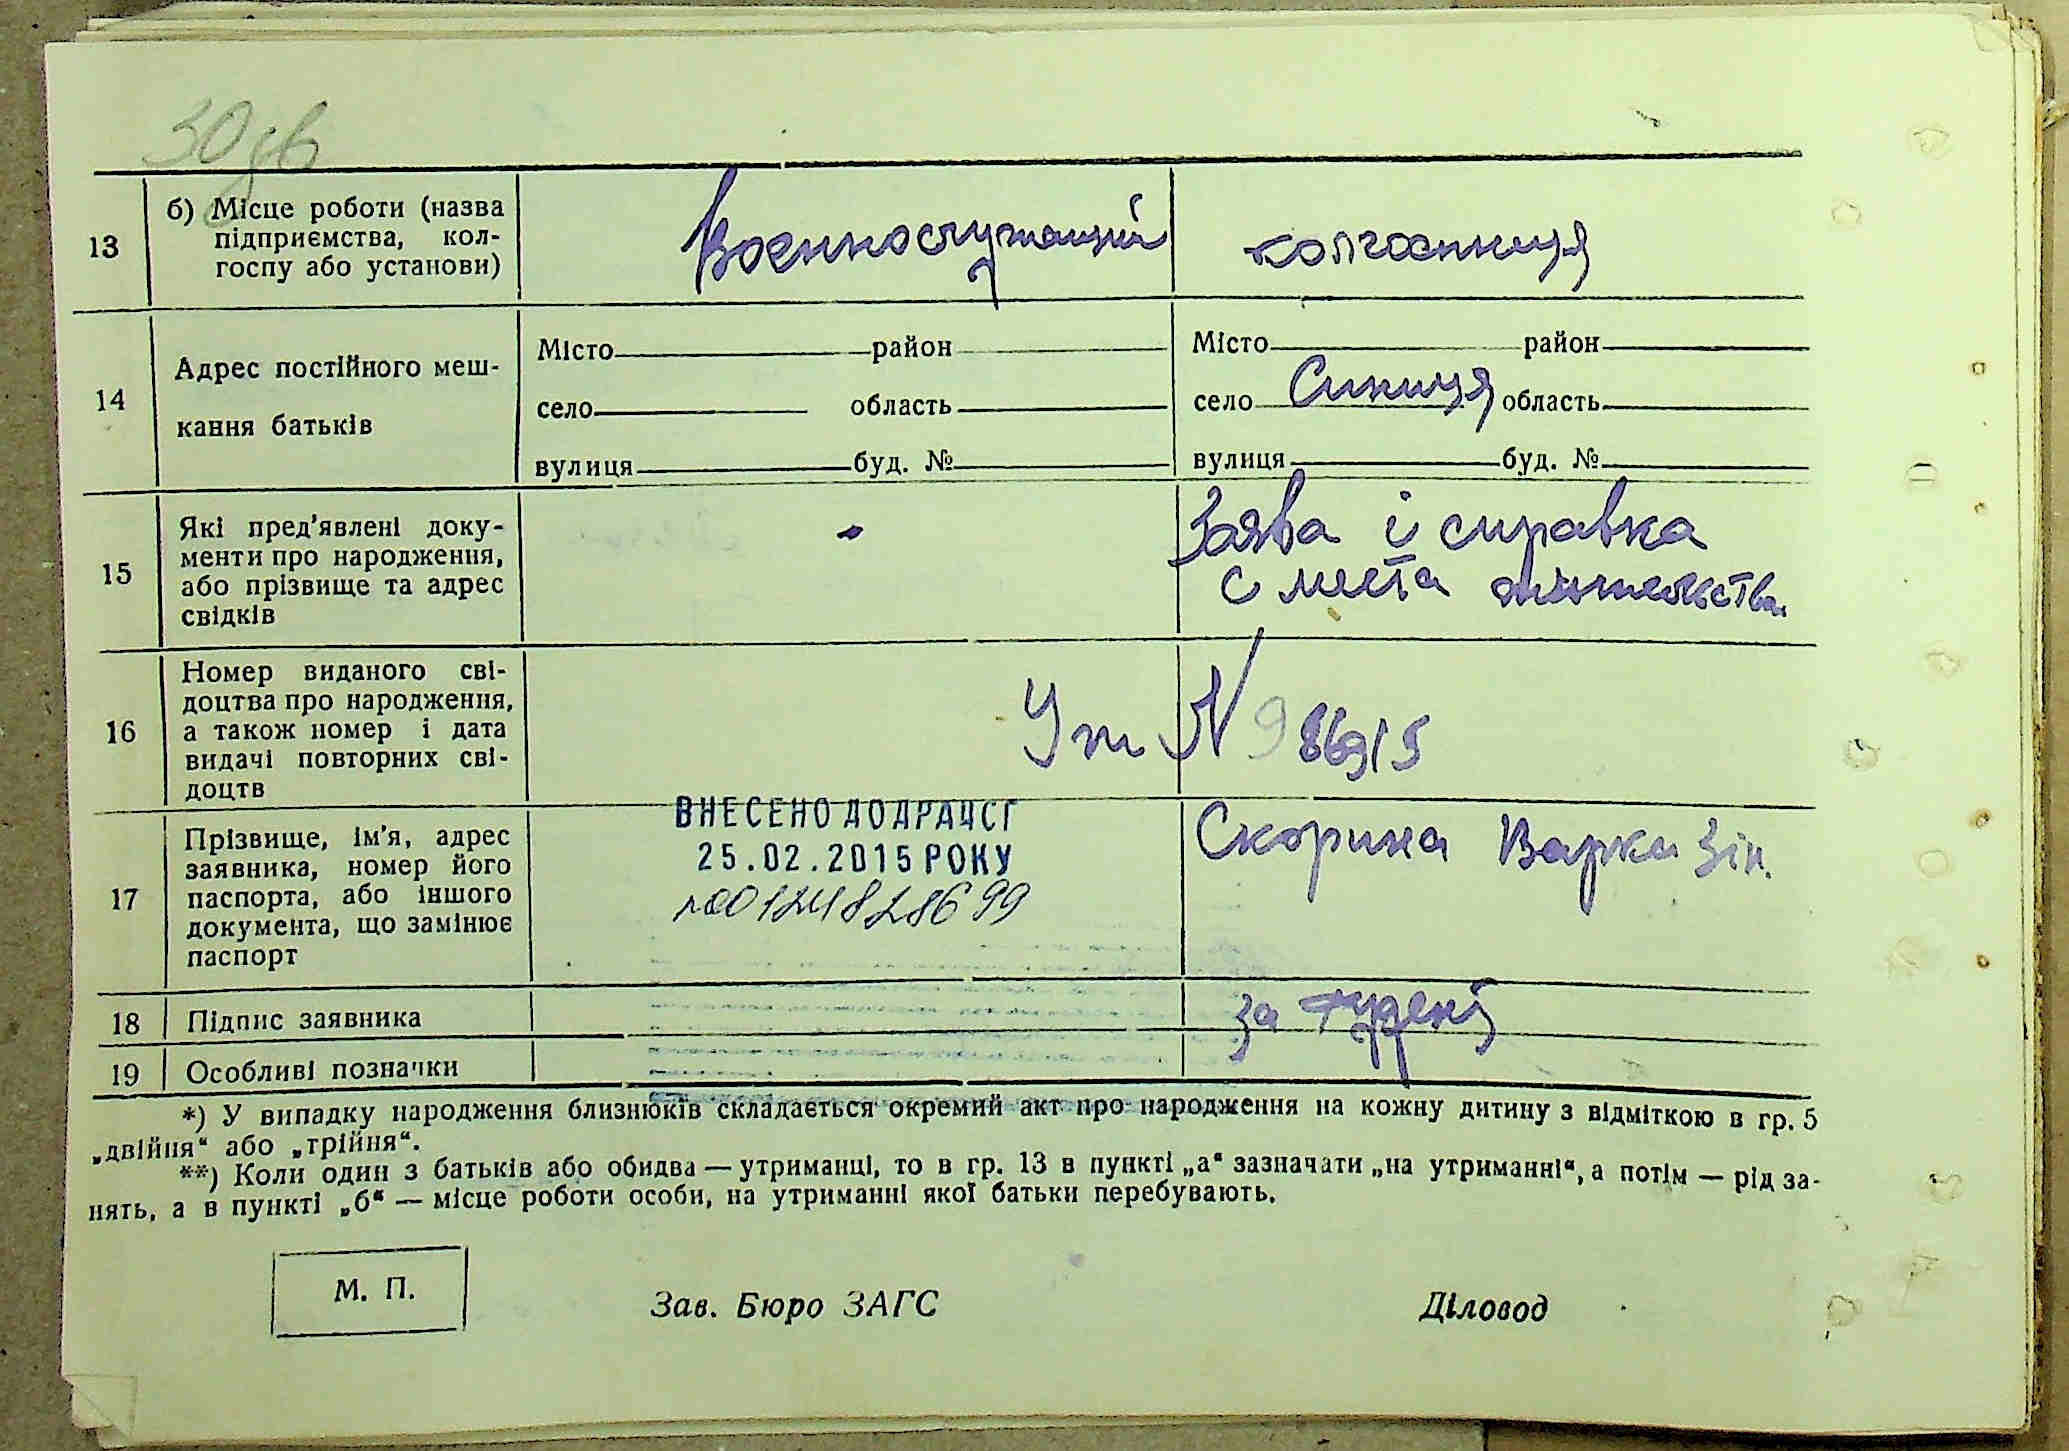 30 зв
13
б) Місце роботи (назва
підприємства, кол-
госпу або установи)
Военнослужащий
колгоспниця
14
Адрес постійного меш-
кання батьків
Місто район
село область
вулиця буд. №
Місто район
село Синиця область
вулиця буд. №
15
Які пред'явлені доку-
менти про народження,
або прізвище та адрес
свідків
Заява і справка
с места жительства
16
Номер виданого сві-
доцтва про народження,
а також номер і дата
видачі повторних сві-
доцтв
№
17
Прізвище, ім'я, адрес
заявника, номер його
паспорта, або іншого
документа, що замінює
паспорт
ВНЕСЕНО ДО ДРАЦСГ
25.02.2015 РОКУ
Скорина Варка Зін.
18
Підпис заявника
за
19
Особливі позначки
*) У випадку народження близнюків складається окремий акт про народження на кожну дитину з відміткою в гр. 5
„двійня“ або „трійня“.
**) Коли один з батьків або обидва — утриманці, то в гр. 13 в пункті „а“ зазначати „на утриманні“, а потім — рід за-
нять, а в пункті „б“ — місце роботи особи, на утриманні якої батьки перебувають.
М. П.
Зав. Бюро ЗАГС
Діловод